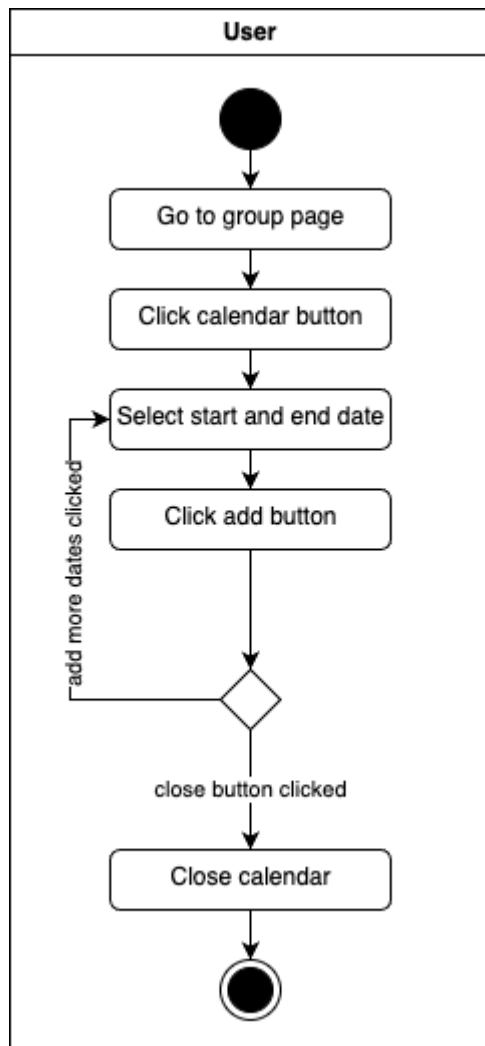 User
Go to group page
Click calendar button
Select start and end date
Click add button
add more dates clicked
close button clicked
Close calendar